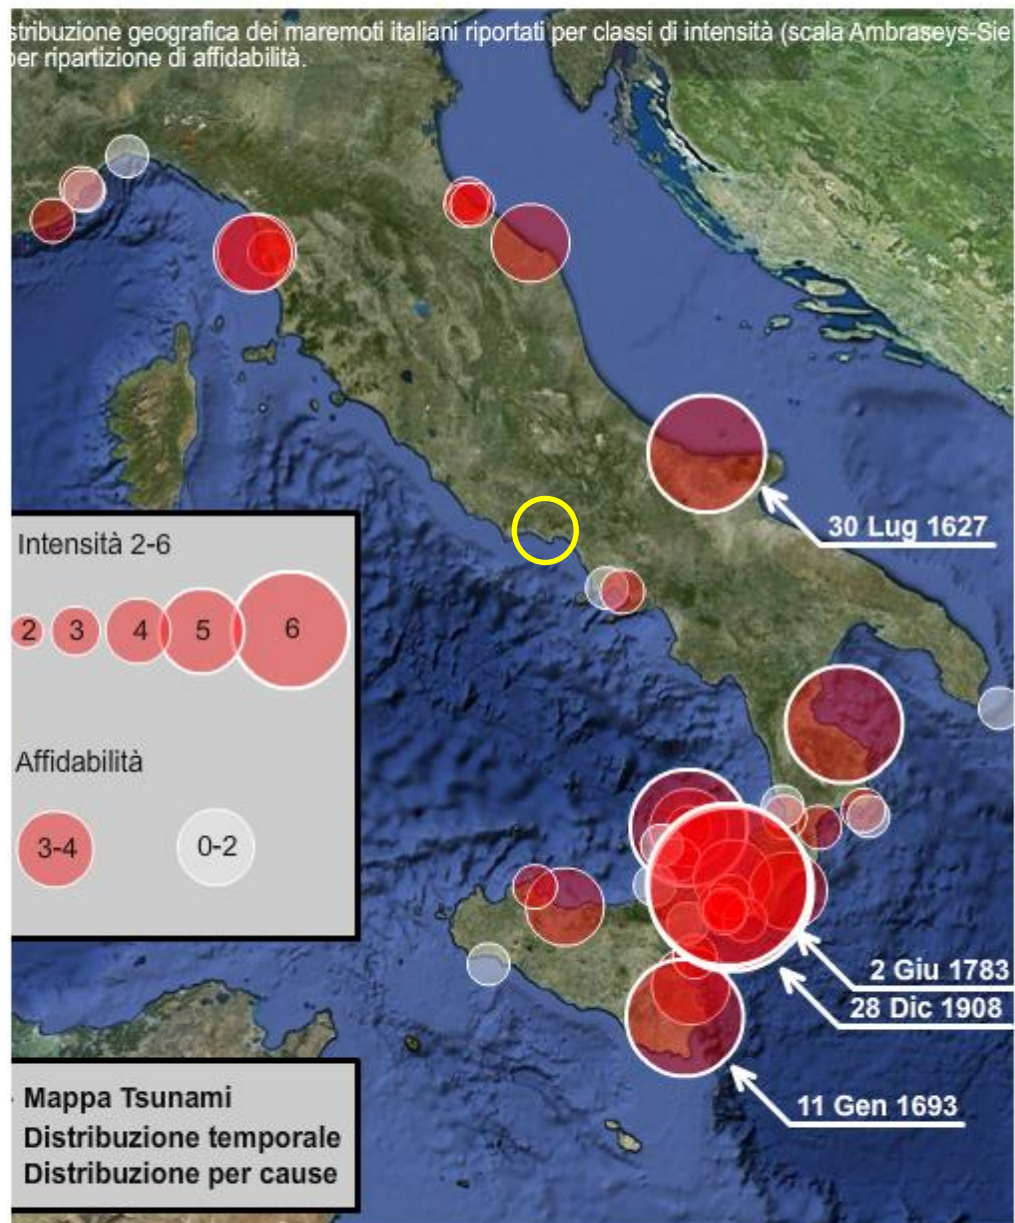 stribuzione geografica dei maremoti italiani riportati per classi di intensità (scala Ambraseys-Sie
per ripartizione di affidabilità.
30 Lug 1627
Intensità 2-6
2 3 4 5 6
Affidabilità
3-4 0-2
2 Giu 1783
28 Dic 1908
11 Gen 1693
Mappa Tsunami
Distribuzione temporale
Distribuzione per cause